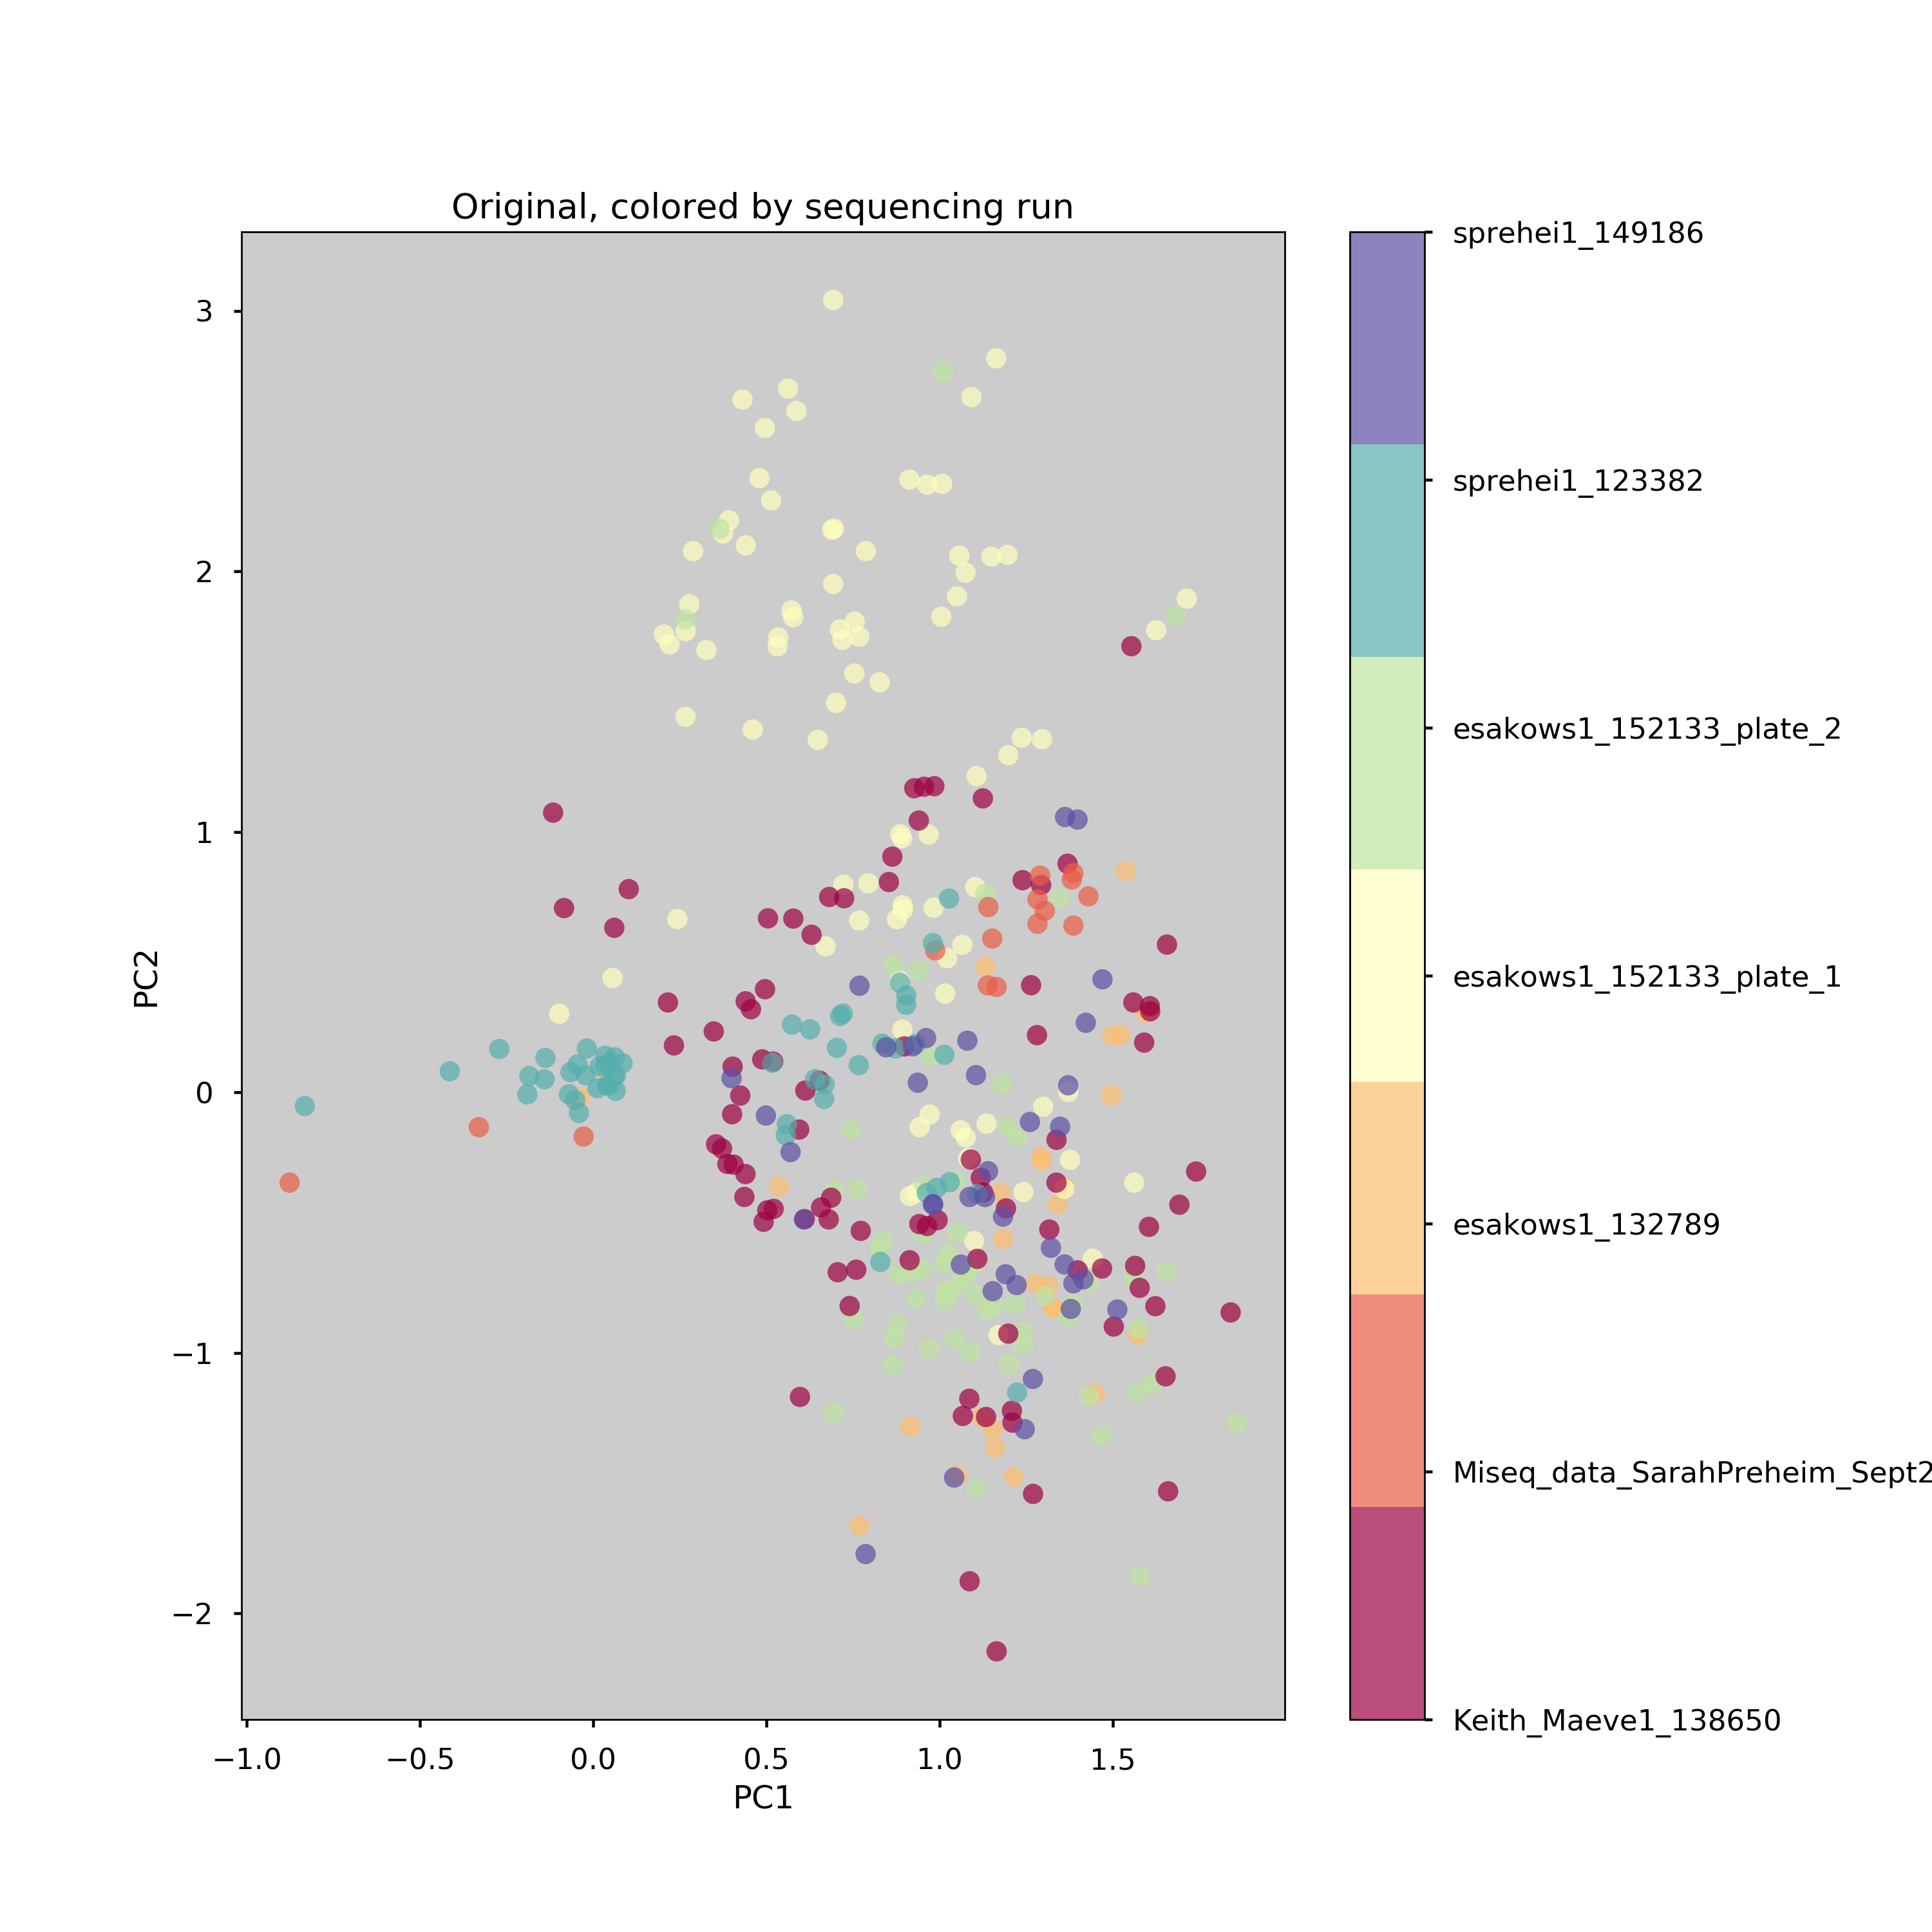 Original, colored by sequencing run
3
2
1
0
−1
−2
PC2
−1.0
−0.5
0.0
0.5
1.0
1.5
PC1
sprehei1_149186
sprehei1_123382
esakows1_152133_plate_2
esakows1_152133_plate_1
esakows1_132789
Miseq_data_SarahPreheim_Sept2
Keith_Maeve1_138650